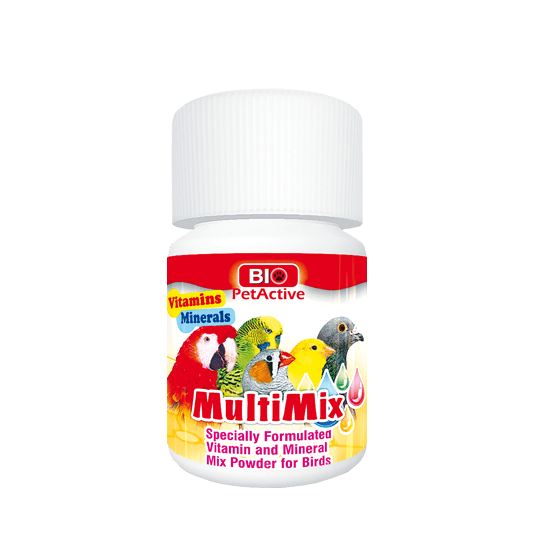 BIO
PetActive
Vitamins
Minerals
MultiMix
Specially Formulated
Vitamin and Mineral
Mix Powder for Birds